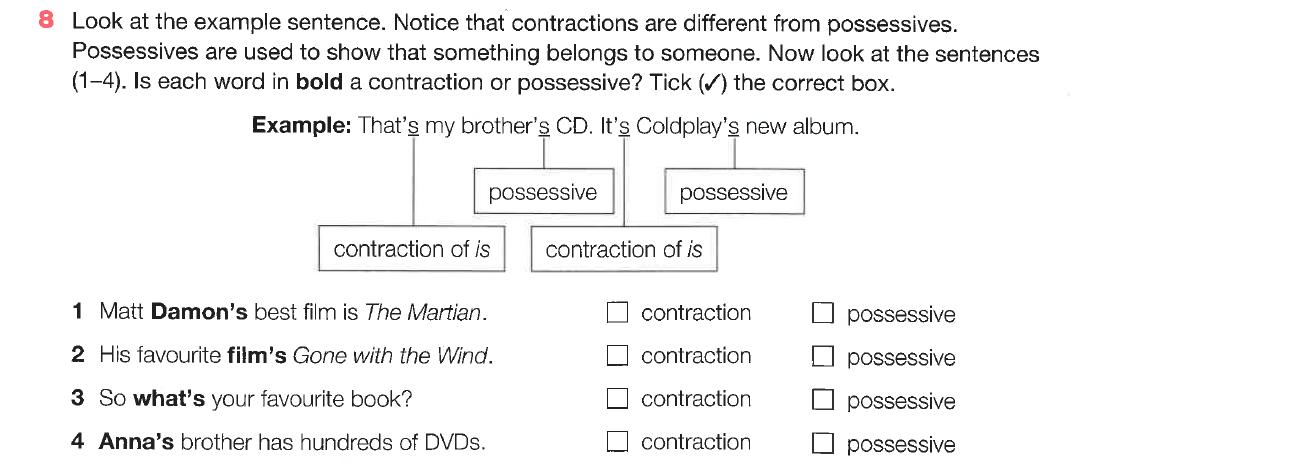 8 Look at the example sentence. Notice that contractions are different from possessives.
Possessives are used to show that something belongs to someone. Now look at the sentences
(1–4). Is each word in bold a contraction or possessive? Tick (✓) the correct box.
Example: That's my brother's CD. It's Coldplay's new album.
possessive possessive
contraction of is contraction of is
1 Matt Damon's best film is The Martian. ☐ contraction ☐ possessive
2 His favourite film's Gone with the Wind. ☐ contraction ☐ possessive
3 So what's your favourite book? ☐ contraction ☐ possessive
4 Anna's brother has hundreds of DVDs. ☐ contraction ☐ possessive